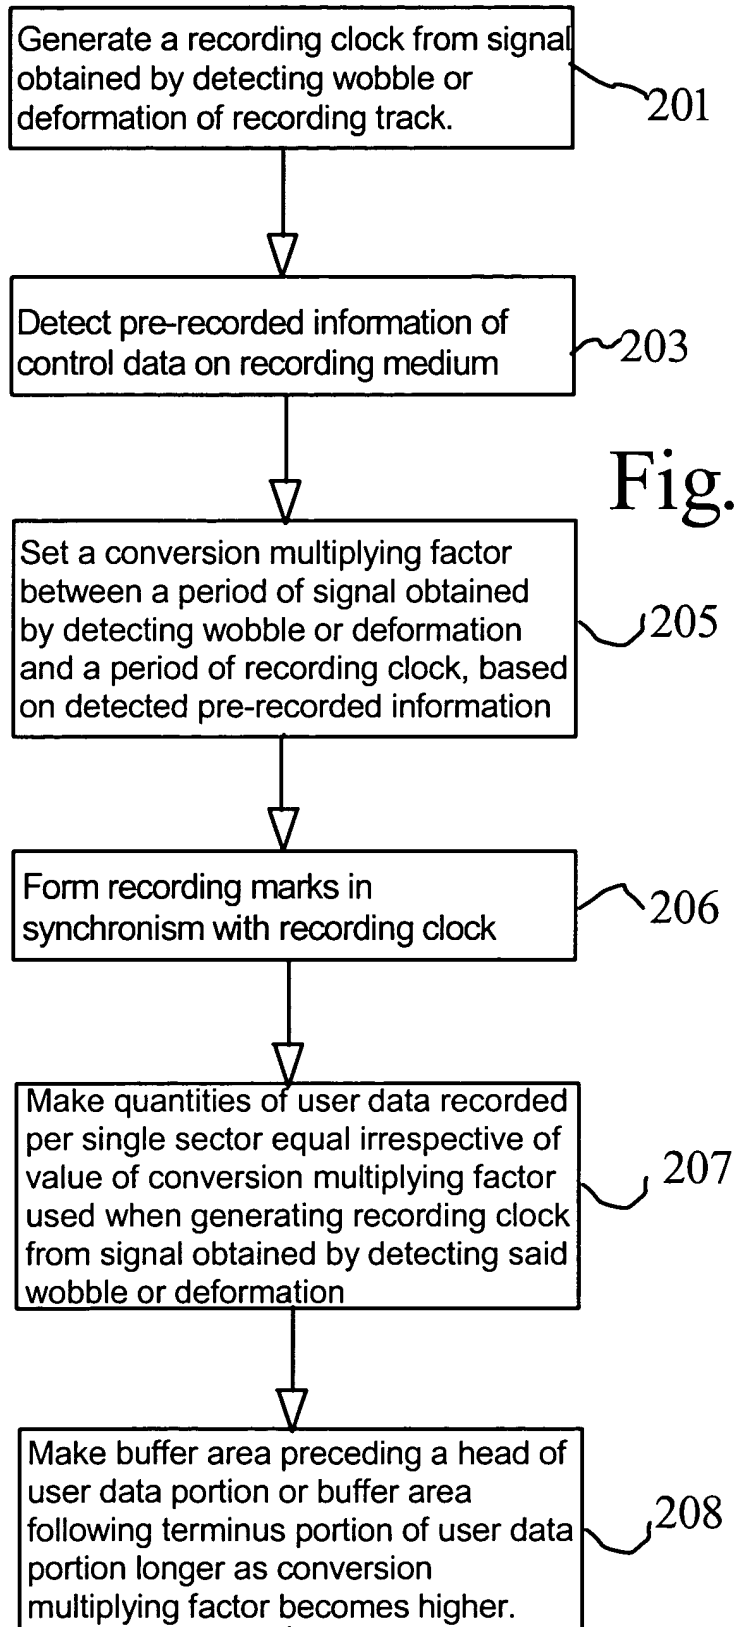 Generate a recording clock from signal
obtained by detecting wobble or
deformation of recording track.
201
Detect pre-recorded information of
control data on recording medium
203
Fig.
Set a conversion multiplying factor
between a period of signal obtained
by detecting wobble or deformation
and a period of recording clock, based
on detected pre-recorded information
205
Form recording marks in
synchronism with recording clock
206
Make quantities of user data recorded
per single sector equal irrespective of
value of conversion multiplying factor
used when generating recording clock
from signal obtained by detecting said
wobble or deformation
207
Make buffer area preceding a head of
user data portion or buffer area
following terminus portion of user data
portion longer as conversion
multiplying factor becomes higher.
208